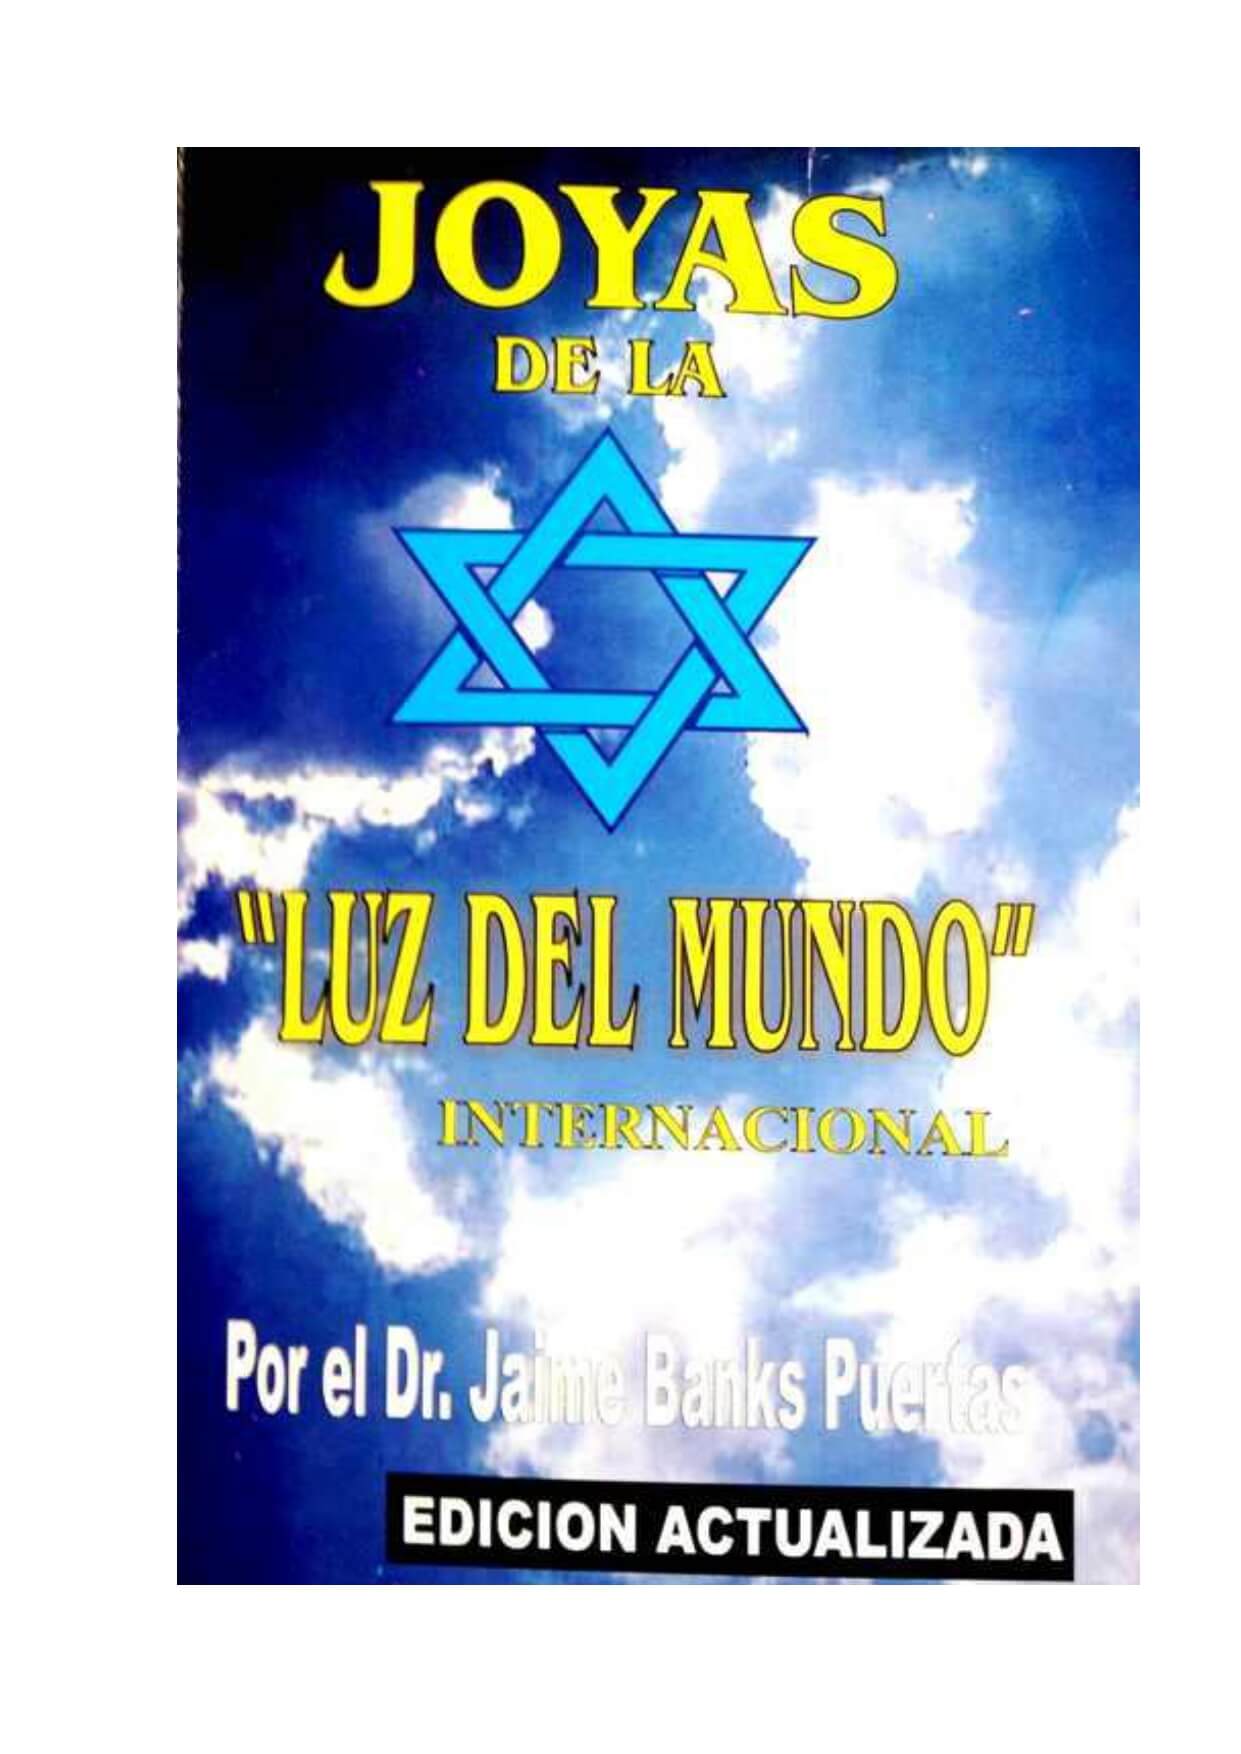 JOYAS
DE LA
"LUZ DEL MUNDO"
INTERNACIONAL
Por el Dr. Jaime Banks Puertas
EDICION ACTUALIZADA